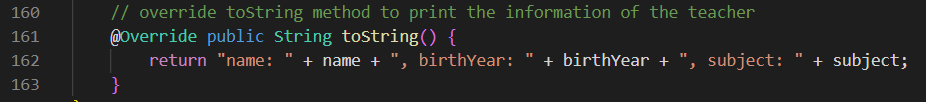 160 // override toString method to print the information of the teacher
161 @Override public String toString() {
162 return "name: " + name + ", birthYear: " + birthYear + ", subject: " + subject;
163 }